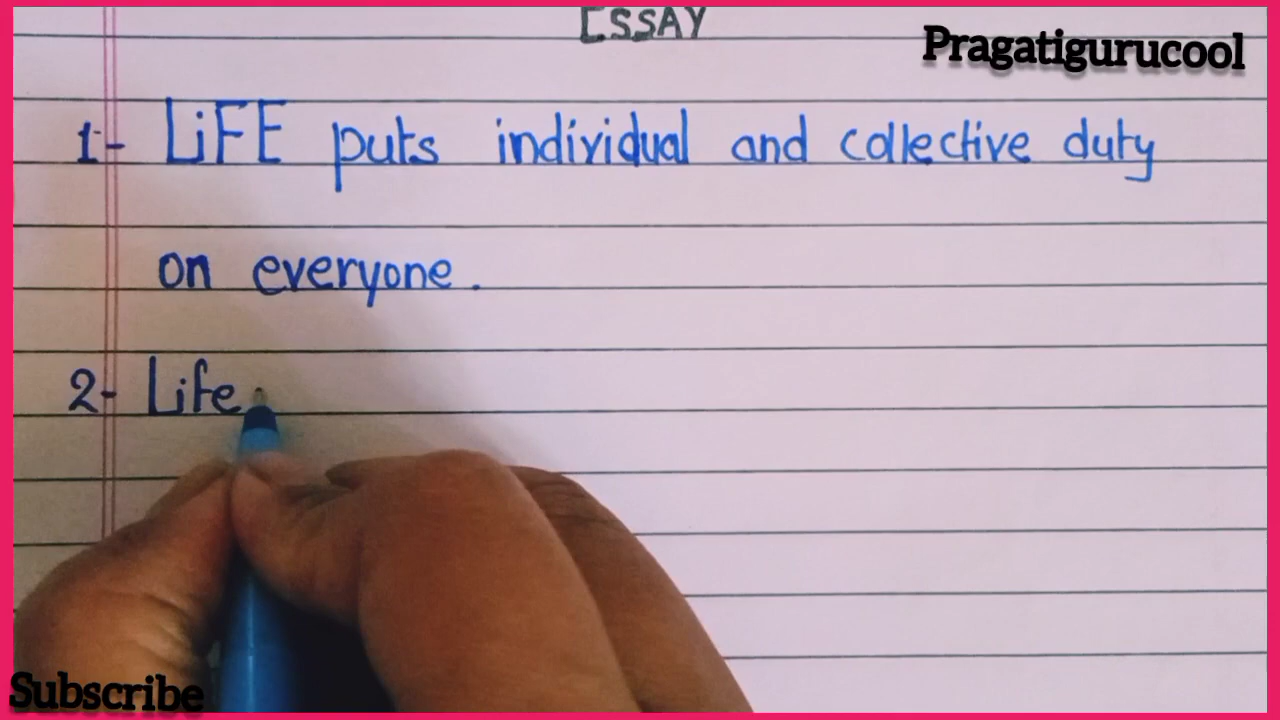 ESSAY
Pragatigurucool
1- LiFE puts individual and collective duty
on everyone.
2- Life
Subscribe